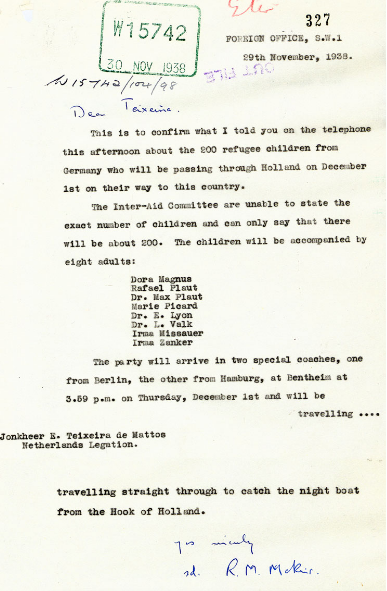 327
W15742
30 NOV 1938
FOREIGN OFFICE, S.W.1
29th November, 1938.
OUT FILE
W15742/104/98
Dear Teixeira.
This is to confirm what I told you on the telephone
this afternoon about the 200 refugee children from
Germany who will be passing through Holland on December
1st on their way to this country.
The Inter-Aid Committee are unable to state the
exact number of children and can only say that there
will be about 200. The children will be accompanied by
eight adults:
Dora Magnus
Rafael Plaut
Dr. Max Plaut
Marie Picard
Dr. E. Lyon
Dr. L. Valk
Irma Missauer
Irma Zanker
The party will arrive in two special coaches, one
from Berlin, the other from Hamburg, at Bentheim at
3.59 p.m. on Thursday, December 1st and will be
travelling ....
Jonkheer E. Teixeira de Mattos
Netherlands Legation.
travelling straight through to catch the night boat
from the Hook of Holland.
sd. R. M. Makins.